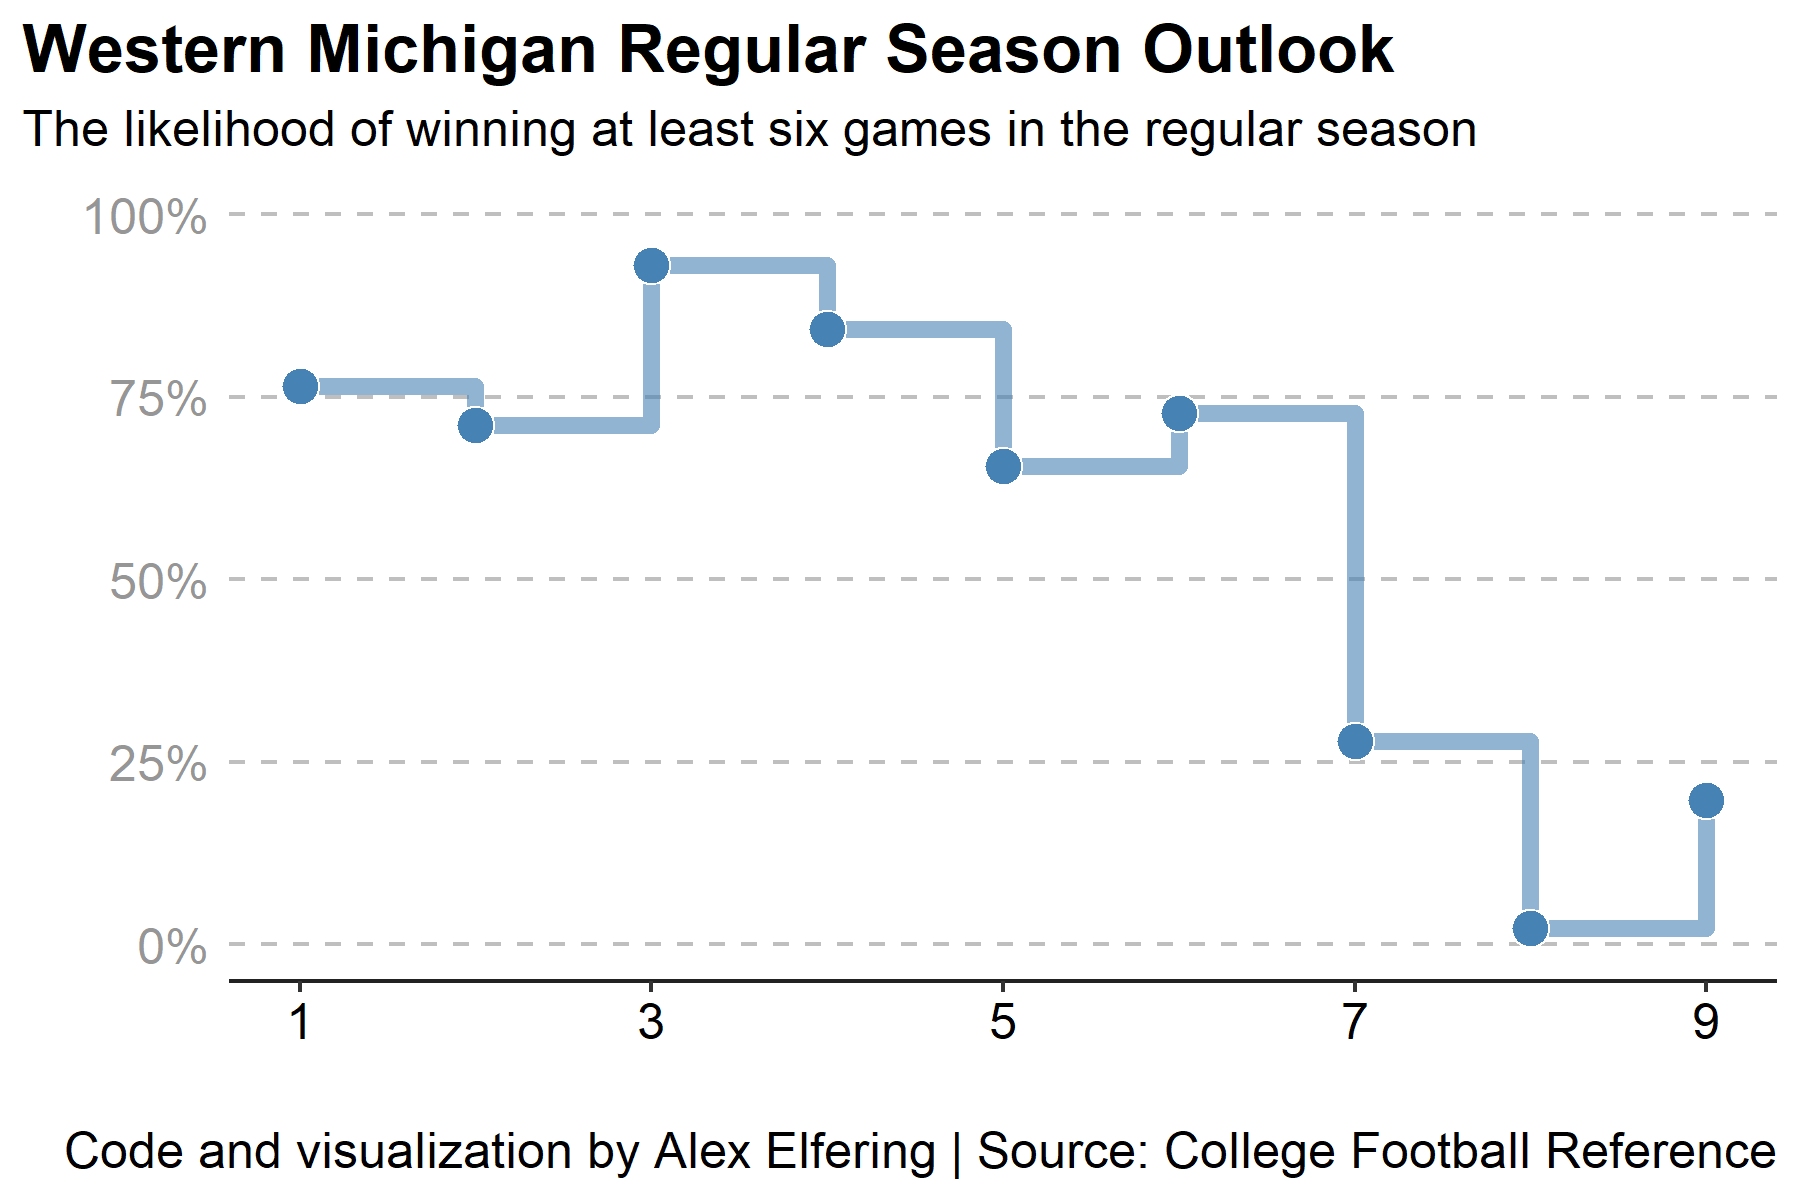 Western Michigan Regular Season Outlook
The likelihood of winning at least six games in the regular season
100%
75%
50%
25%
0%
1 3 5 7 9
Code and visualization by Alex Elfering | Source: College Football Reference